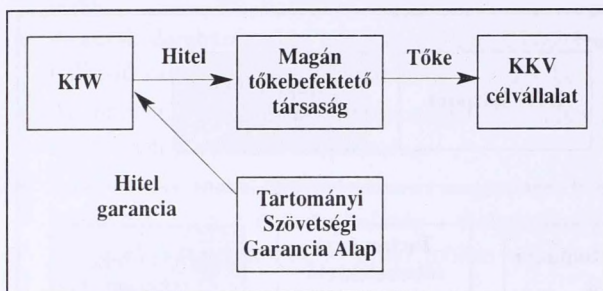 KfW
Hitel
Magán
tőkebefektető
társaság
Tőke
KKV
célvállalat
Hitel
garancia
Tartományi
Szövetségi
Garancia Alap